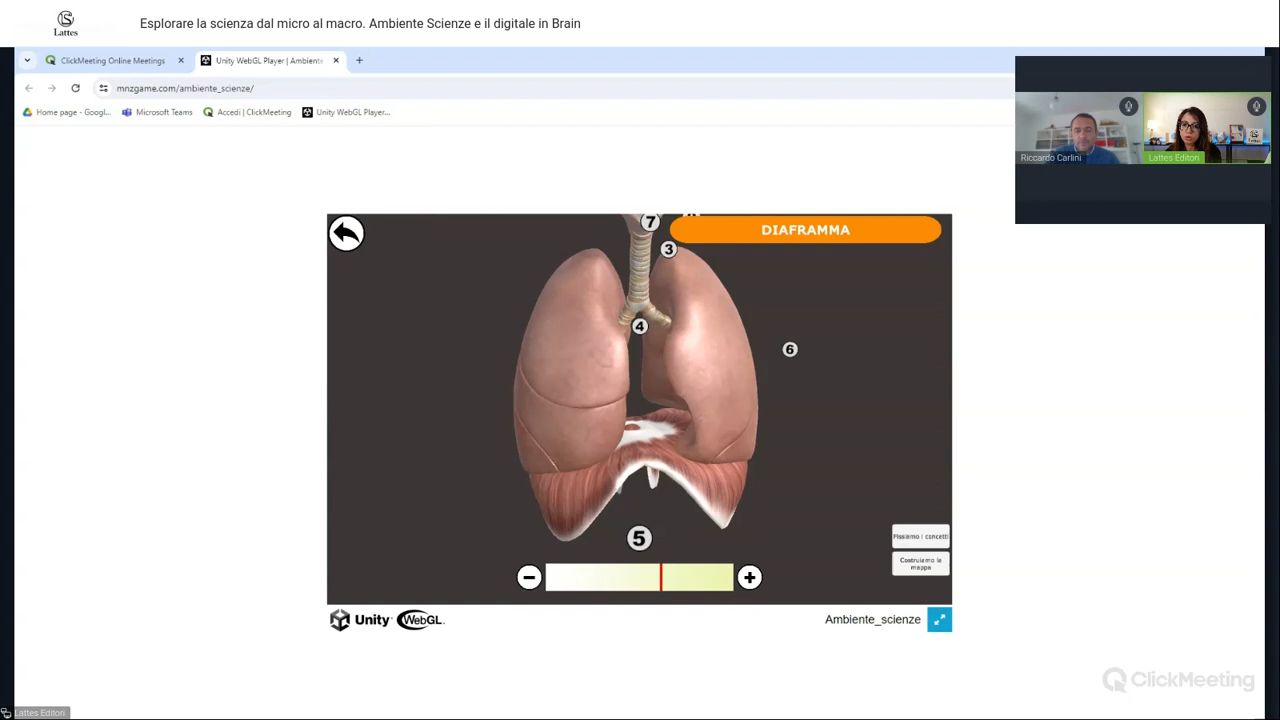 Lattes
Esplorare la scienza dal micro al macro. Ambiente Scienze e il digitale in Brain
ClickMeeting Online Meetings
Unity WebGL Player | Ambiente
mnzgame.com/ambiente_scienze/
Home page - Googl...
Microsoft Teams
Accedi | ClickMeeting
Unity WebGL Player...
Riccardo Carlini
Lattes Editori
7
DIAFRAMMA
3
4
6
5
Fissiamo i concetti
Costruiamo la
mappa
Unity
WebGL
Ambiente_scienze
ClickMeeting
Lattes Editori